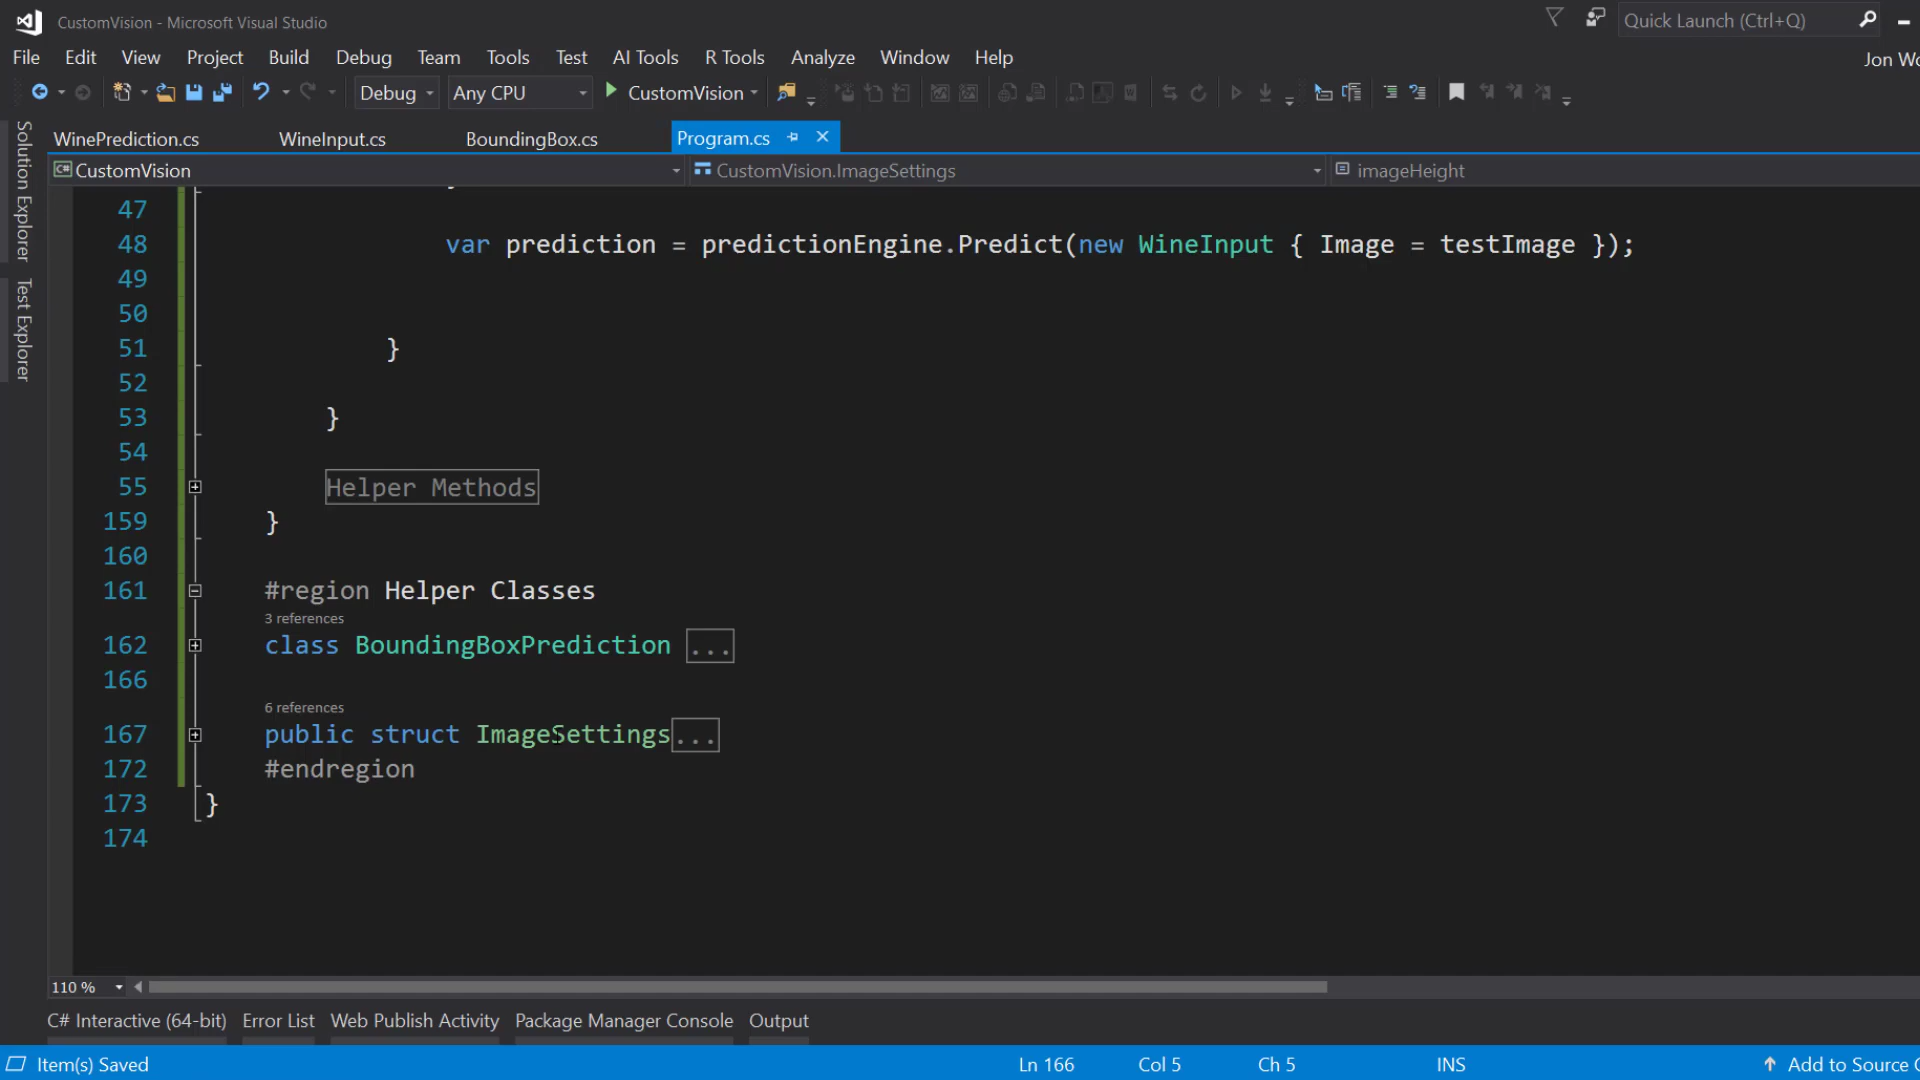 CustomVision - Microsoft Visual Studio
Quick Launch (Ctrl+Q)
File Edit View Project Build Debug Team Tools Test AI Tools R Tools Analyze Window Help
Jon Wo
Debug Any CPU CustomVision
Solution Explorer
Test Explorer
WinePrediction.cs WineInput.cs BoundingBox.cs Program.cs
C# CustomVision CustomVision.ImageSettings imageHeight
47
48 var prediction = predictionEngine.Predict(new WineInput { Image = testImage });
49
50
51 }
52
53 }
54
55 Helper Methods
159 }
160
161 #region Helper Classes
3 references
162 class BoundingBoxPrediction ...
166
6 references
167 public struct ImageSettings...
172 #endregion
173 }
174
110 %
C# Interactive (64-bit) Error List Web Publish Activity Package Manager Console Output
Item(s) Saved Ln 166 Col 5 Ch 5 INS Add to Source C